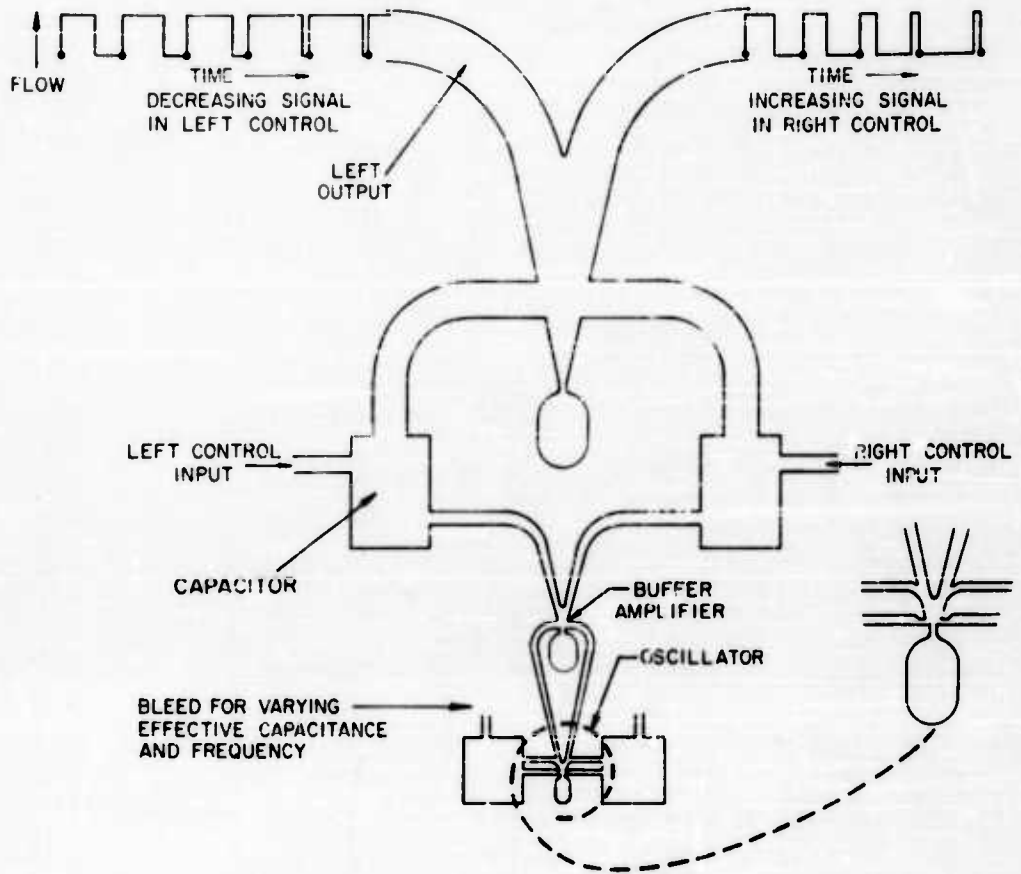 FLOW
TIME
DECREASING SIGNAL
IN LEFT CONTROL
TIME
INCREASING SIGNAL
IN RIGHT CONTROL
LEFT
OUTPUT
LEFT CONTROL
INPUT
RIGHT CONTROL
INPUT
CAPACITOR
BUFFER
AMPLIFIER
OSCILLATOR
BLEED FOR VARYING
EFFECTIVE CAPACITANCE
AND FREQUENCY